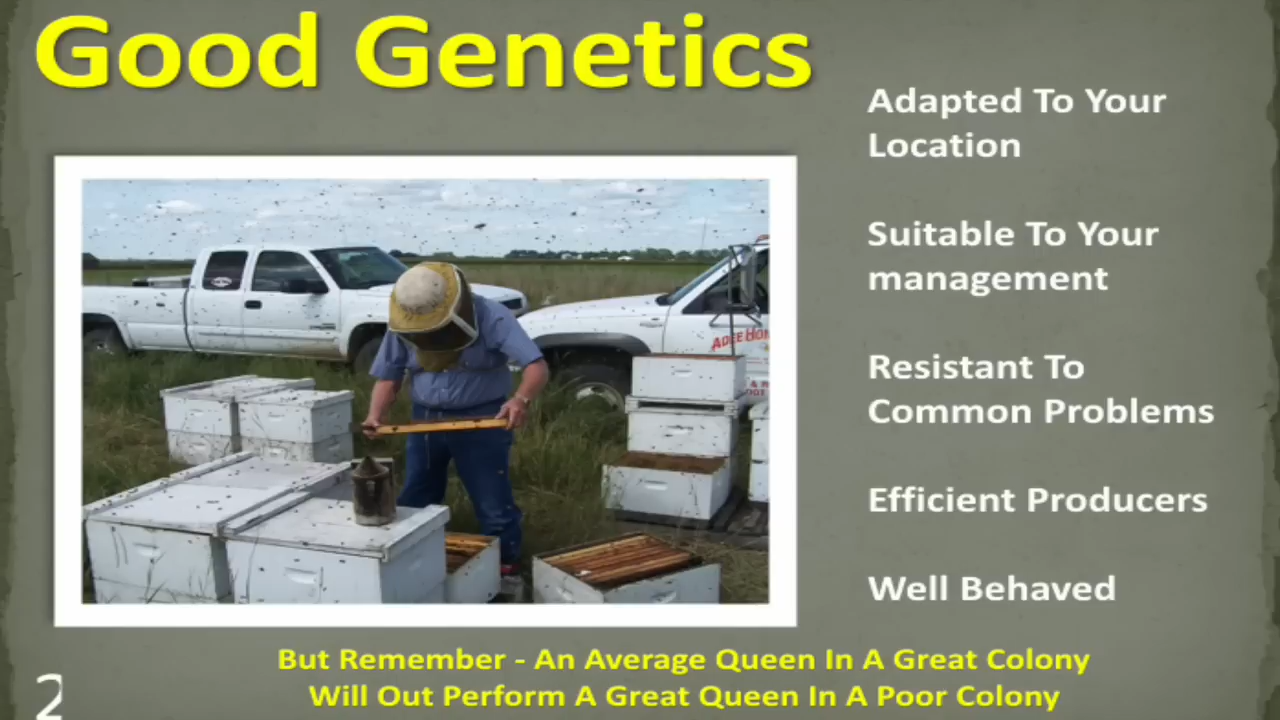 Good Genetics
Adapted To Your
Location
Suitable To Your
management
Resistant To
Common Problems
Efficient Producers
Well Behaved
But Remember - An Average Queen In A Great Colony
Will Out Perform A Great Queen In A Poor Colony
2